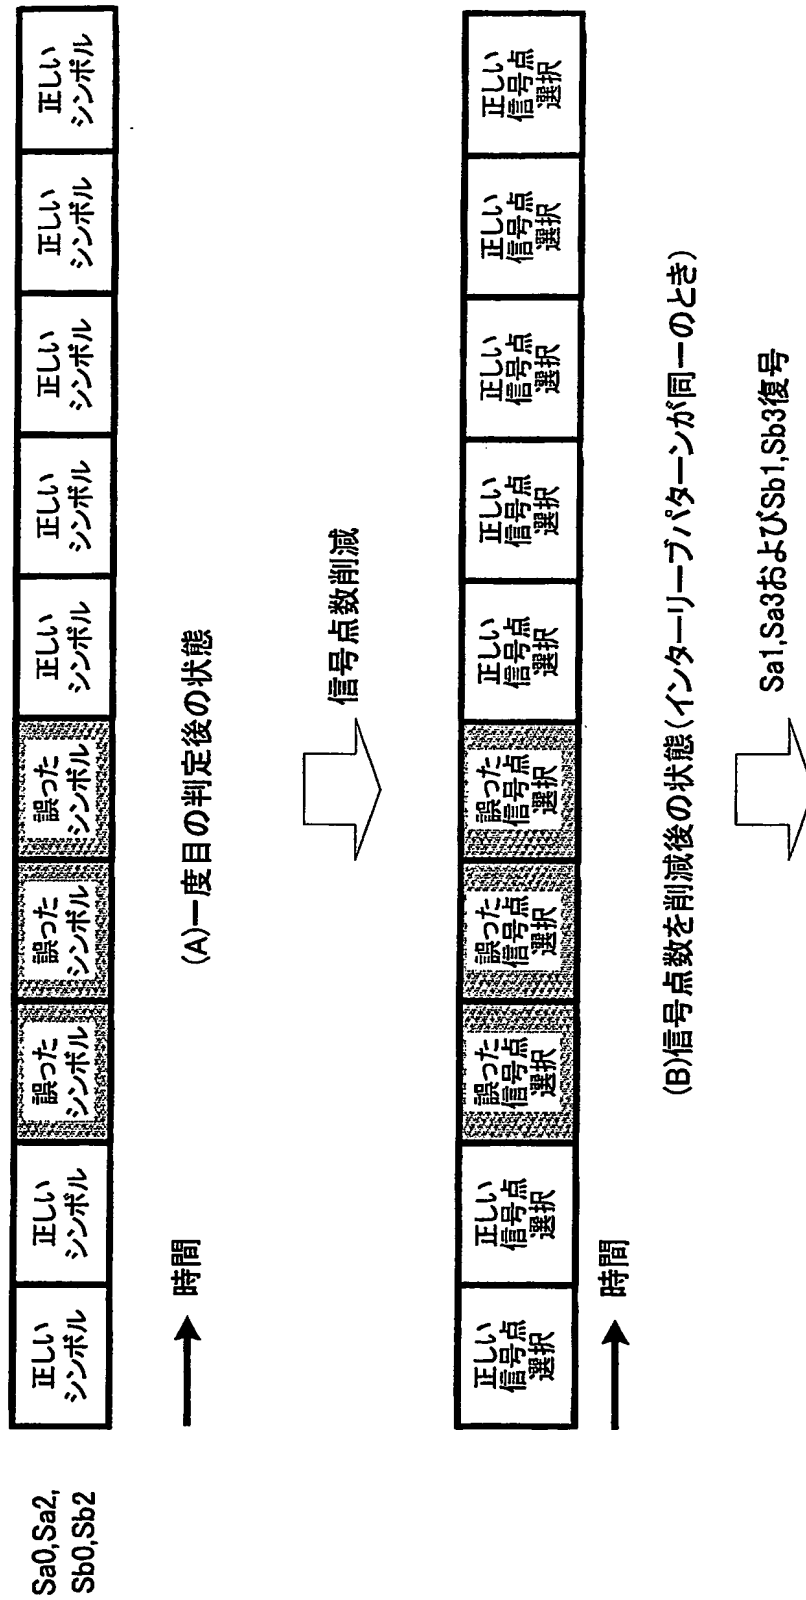 Sa0,Sa2,
Sb0,Sb2
正しい
シンボル
正しい
シンボル
誤った
シンボル
誤った
シンボル
誤った
シンボル
正しい
シンボル
正しい
シンボル
正しい
シンボル
正しい
シンボル
正しい
シンボル
時間
(A)一度目の判定後の状態
信号点数削減
正しい
信号点
選択
正しい
信号点
選択
誤った
信号点
選択
誤った
信号点
選択
誤った
信号点
選択
正しい
信号点
選択
正しい
信号点
選択
正しい
信号点
選択
正しい
信号点
選択
正しい
信号点
選択
時間
(B)信号点数を削減後の状態(インターリーブパターンが同一のとき)
Sa1,Sa3およびSb1,Sb3復号